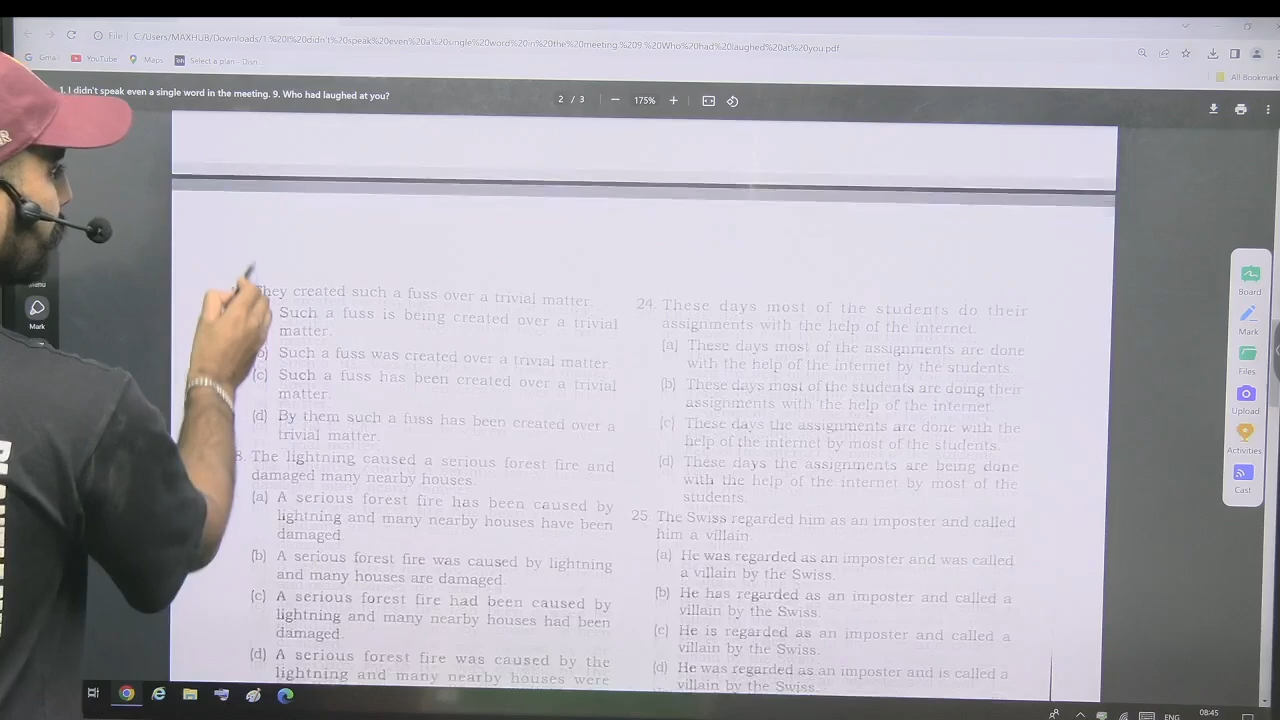 File | C:/Users/MAXHUB/Downloads/1.%20I%20didn't%20speak%20even%20a%20single%20word%20in%20the%20meeting.%209.%20Who%20had%20laughed%20at%20you.pdf
Gmail YouTube Maps Select a plan - Disn... All Bookmark
1. I didn't speak even a single word in the meeting. 9. Who had laughed at you? 2 / 3 175%
They created such a fuss over a trivial matter.
Such a fuss is being created over a trivial
matter.
Such a fuss was created over a trivial matter.
(c) Such a fuss has been created over a trivial
matter.
(d) By them such a fuss has been created over a
trivial matter.
The lightning caused a serious forest fire and
damaged many nearby houses.
(a) A serious forest fire has been caused by
lightning and many nearby houses have been
damaged.
(b) A serious forest fire was caused by lightning
and many houses are damaged.
(c) A serious forest fire had been caused by
lightning and many nearby houses had been
damaged.
(d) A serious forest fire was caused by the
lightning and many nearby houses were
24. These days most of the students do their
assignments with the help of the internet.
(a) These days most of the assignments are done
with the help of the internet by the students.
(b) These days most of the students are doing their
assignments with the help of the internet.
(c) These days the assignments are done with the
help of the internet by most of the students.
(d) These days the assignments are being done
with the help of the internet by most of the
students.
25. The Swiss regarded him as an imposter and called
him a villain.
(a) He was regarded as an imposter and was called
a villain by the Swiss.
(b) He has regarded as an imposter and called a
villain by the Swiss.
(c) He is regarded as an imposter and called a
villain by the Swiss.
(d) He was regarded as an imposter and is called a
villain by the Swiss.
Mark
Board
Mark
Files
Upload
Activities
Cast
ENG 08:45